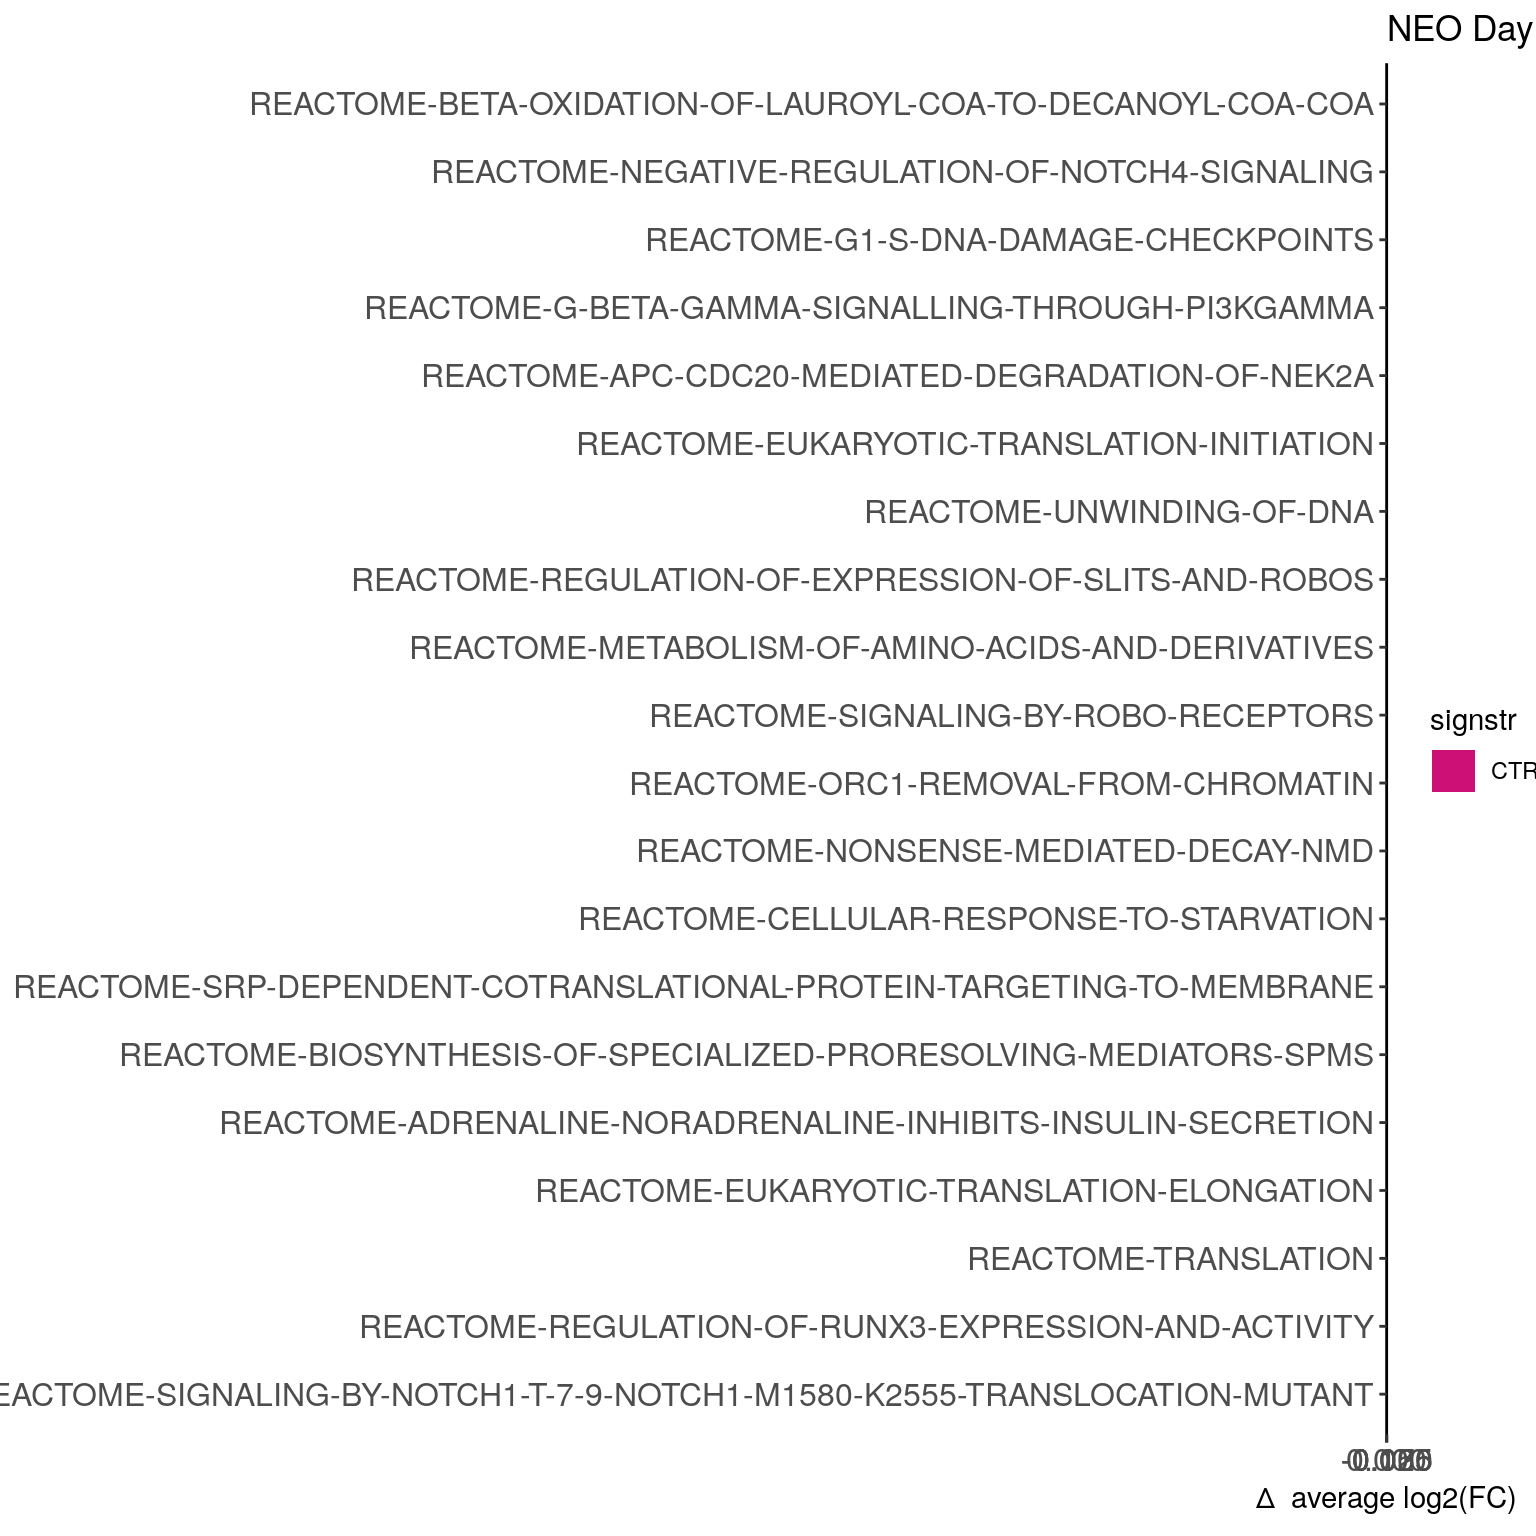 NEO Day
REACTOME-BETA-OXIDATION-OF-LAUROYL-COA-TO-DECANOYL-COA-COA
REACTOME-NEGATIVE-REGULATION-OF-NOTCH4-SIGNALING
REACTOME-G1-S-DNA-DAMAGE-CHECKPOINTS
REACTOME-G-BETA-GAMMA-SIGNALLING-THROUGH-PI3KGAMMA
REACTOME-APC-CDC20-MEDIATED-DEGRADATION-OF-NEK2A
REACTOME-EUKARYOTIC-TRANSLATION-INITIATION
REACTOME-UNWINDING-OF-DNA
REACTOME-REGULATION-OF-EXPRESSION-OF-SLITS-AND-ROBOS
REACTOME-METABOLISM-OF-AMINO-ACIDS-AND-DERIVATIVES
REACTOME-SIGNALING-BY-ROBO-RECEPTORS
signstr
CTR
REACTOME-ORC1-REMOVAL-FROM-CHROMATIN
REACTOME-NONSENSE-MEDIATED-DECAY-NMD
REACTOME-CELLULAR-RESPONSE-TO-STARVATION
REACTOME-SRP-DEPENDENT-COTRANSLATIONAL-PROTEIN-TARGETING-TO-MEMBRANE
REACTOME-BIOSYNTHESIS-OF-SPECIALIZED-PRORESOLVING-MEDIATORS-SPMS
REACTOME-ADRENALINE-NORADRENALINE-INHIBITS-INSULIN-SECRETION
REACTOME-EUKARYOTIC-TRANSLATION-ELONGATION
REACTOME-TRANSLATION
REACTOME-REGULATION-OF-RUNX3-EXPRESSION-AND-ACTIVITY
EACTOME-SIGNALING-BY-NOTCH1-T-7-9-NOTCH1-M1580-K2555-TRANSLOCATION-MUTANT
Δ average log2(FC)